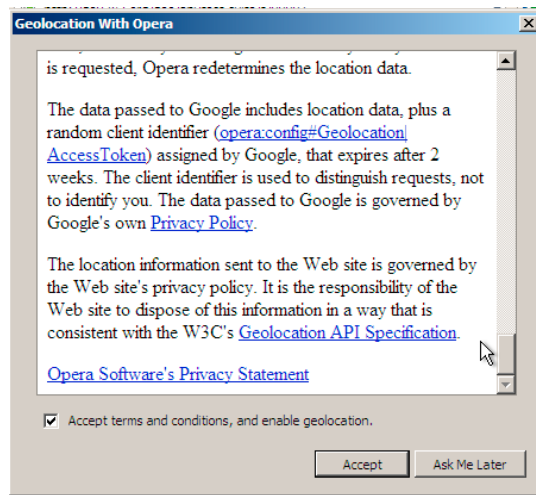 Geolocation With Opera
is requested, Opera redetermines the location data.
The data passed to Google includes location data, plus a
random client identifier (opera:config#Geolocation|
AccessToken) assigned by Google, that expires after 2
weeks. The client identifier is used to distinguish requests, not
to identify you. The data passed to Google is governed by
Google's own Privacy Policy.
The location information sent to the Web site is governed by
the Web site's privacy policy. It is the responsibility of the
Web site to dispose of this information in a way that is
consistent with the W3C's Geolocation API Specification.
Opera Software's Privacy Statement
Accept terms and conditions, and enable geolocation.
Accept Ask Me Later